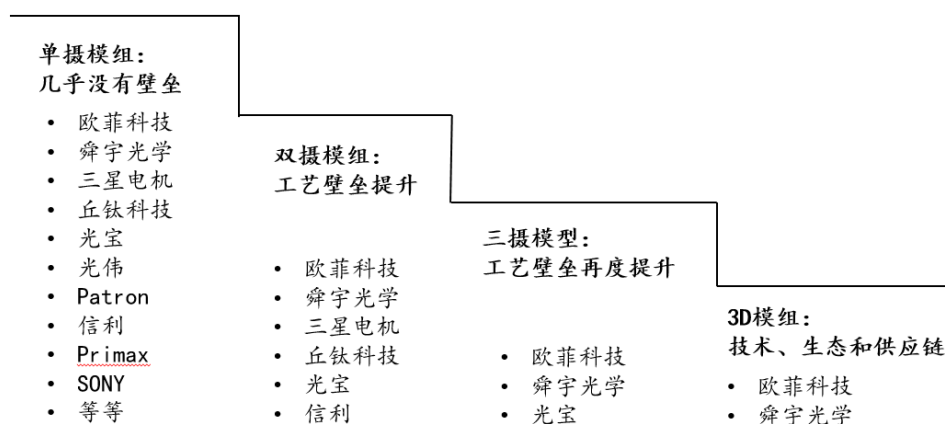 单摄模组：
几乎没有壁垒
• 欧菲科技
• 舜宇光学
• 三星电机
• 丘钛科技
• 光宝
• 光伟
• Patron
• 信利
• Primax
• SONY
• 等等
双摄模组：
工艺壁垒提升
• 欧菲科技
• 舜宇光学
• 三星电机
• 丘钛科技
• 光宝
• 信利
三摄模型：
工艺壁垒再度提升
• 欧菲科技
• 舜宇光学
• 光宝
3D模组：
技术、生态和供应链
• 欧菲科技
• 舜宇光学